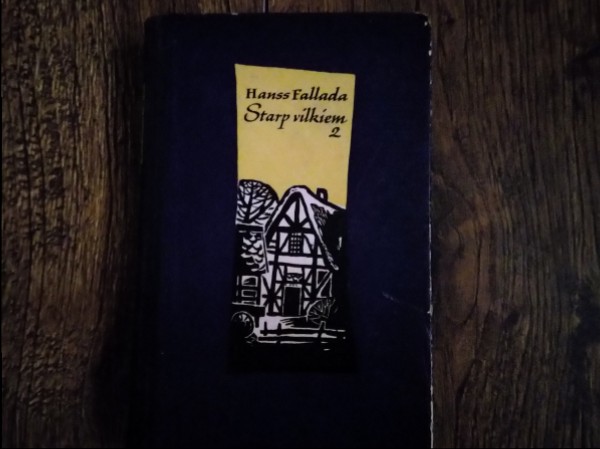 Hanss Fallada
Starp vilkiem
2